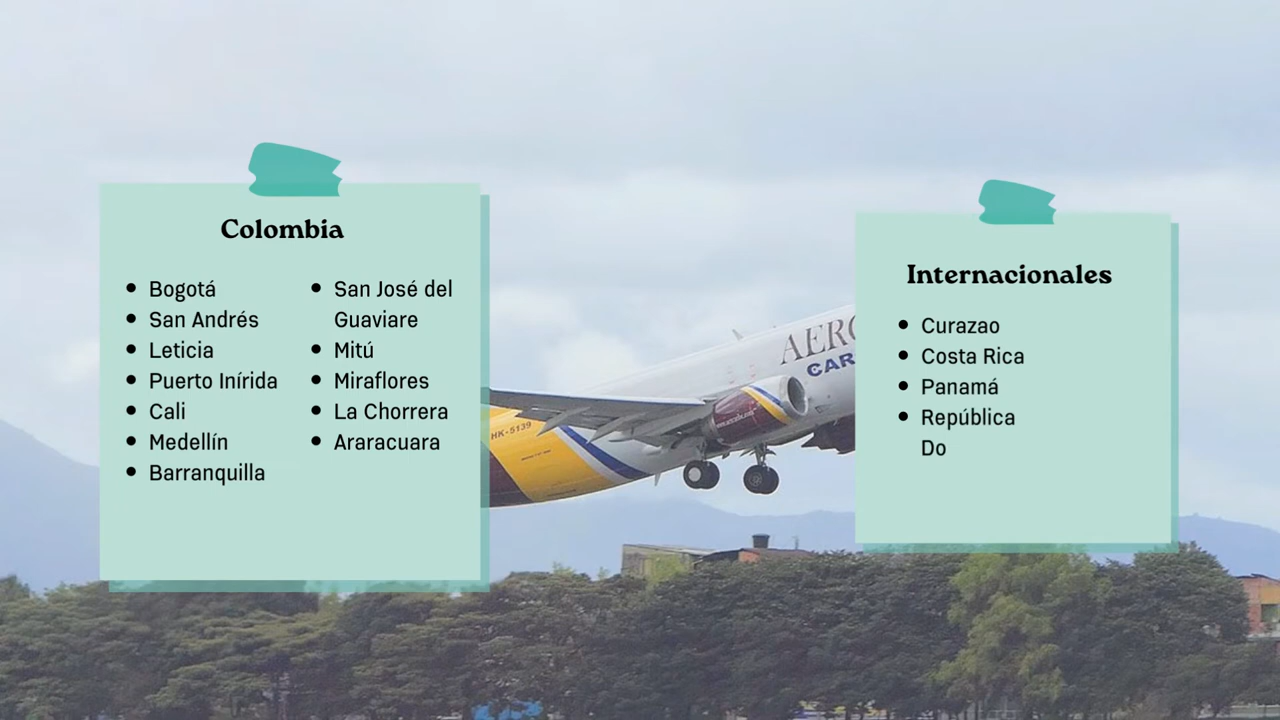 Colombia
Bogotá
San Andrés
Leticia
Puerto Inírida
Cali
Medellín
Barranquilla
San José del
Guaviare
Mitú
Miraflores
La Chorrera
Araracuara
HK-5139
AERO
CAR
Internacionales
Curazao
Costa Rica
Panamá
República
Do